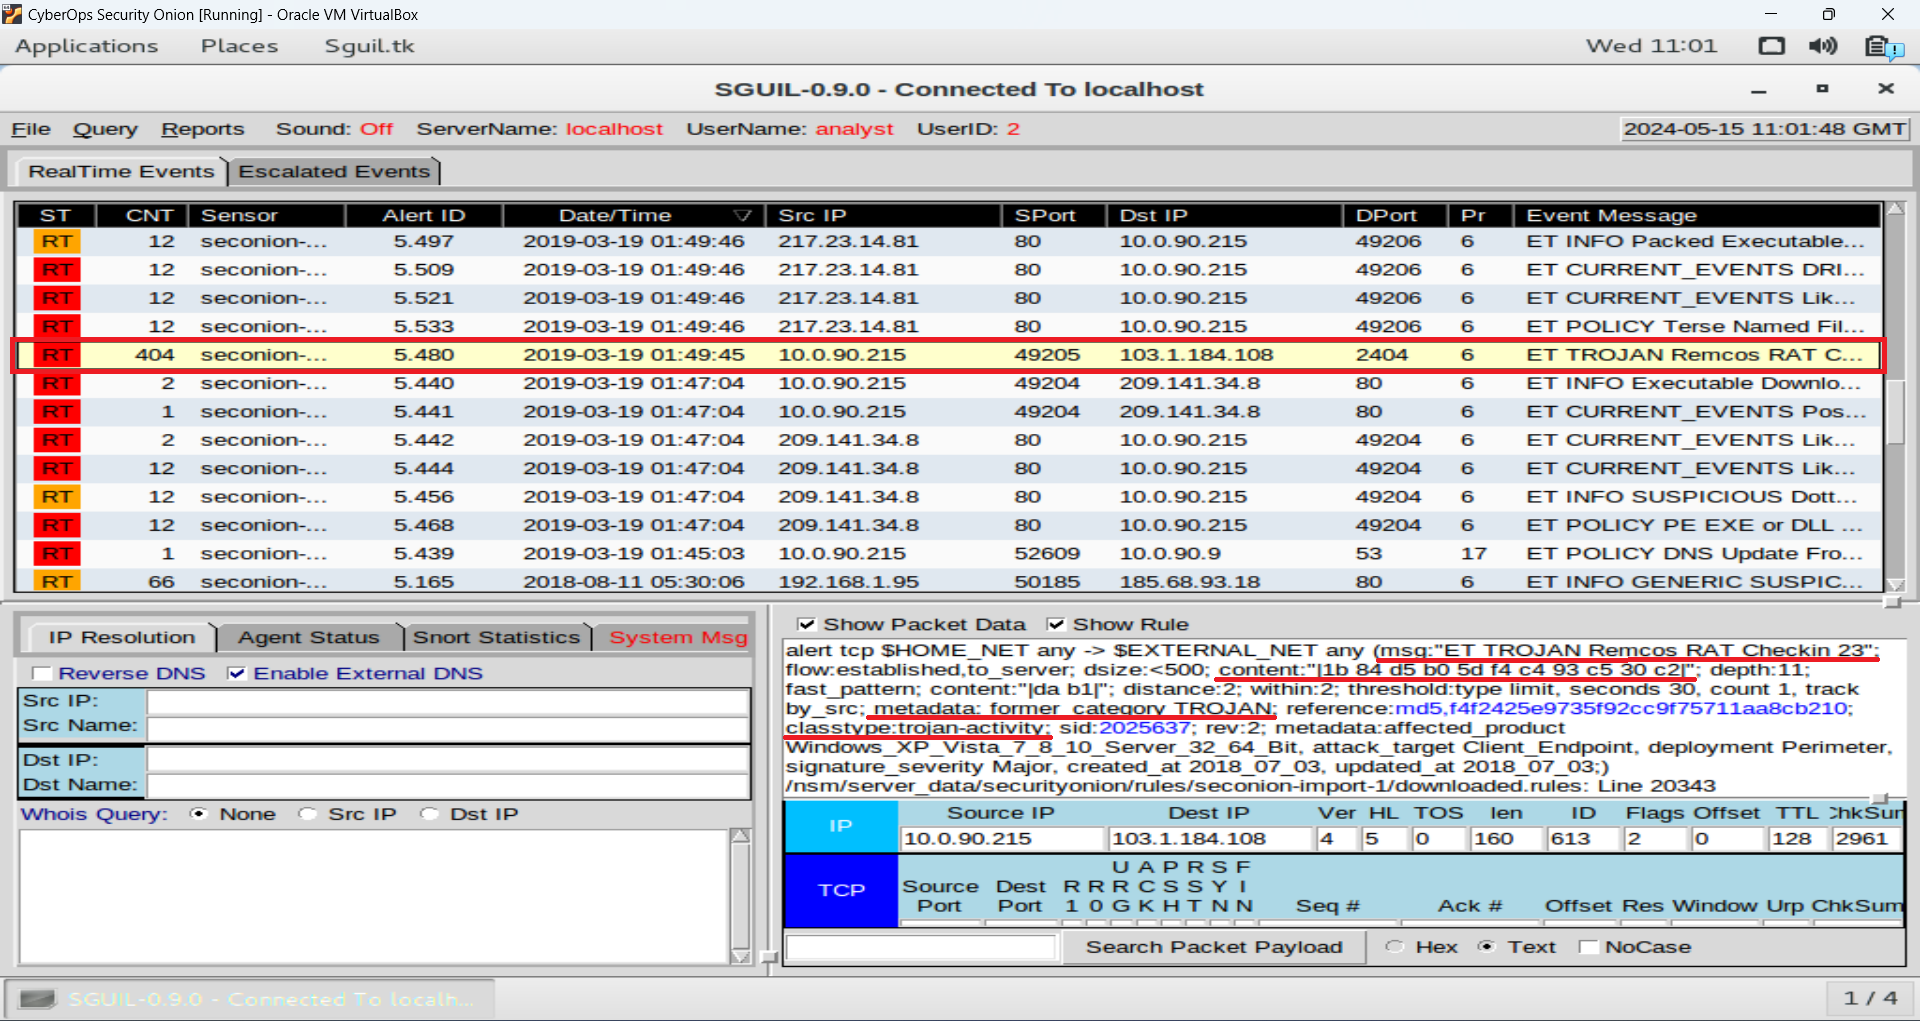 CyberOps Security Onion [Running] - Oracle VM VirtualBox
Applications Places Sguil.tk Wed 11:01
SGUIL-0.9.0 - Connected To localhost
File Query Reports Sound: Off ServerName: localhost UserName: analyst UserID: 2 2024-05-15 11:01:48 GMT
RealTime Events Escalated Events
ST CNT Sensor Alert ID Date/Time Src IP SPort Dst IP DPort Pr Event Message
RT 12 seconion-... 5.497 2019-03-19 01:49:46 217.23.14.81 80 10.0.90.215 49206 6 ET INFO Packed Executable...
RT 12 seconion-... 5.509 2019-03-19 01:49:46 217.23.14.81 80 10.0.90.215 49206 6 ET CURRENT_EVENTS DRI...
RT 12 seconion-... 5.521 2019-03-19 01:49:46 217.23.14.81 80 10.0.90.215 49206 6 ET CURRENT_EVENTS Lik...
RT 12 seconion-... 5.533 2019-03-19 01:49:46 217.23.14.81 80 10.0.90.215 49206 6 ET POLICY Terse Named Fil...
RT 404 seconion-... 5.480 2019-03-19 01:49:45 10.0.90.215 49205 103.1.184.108 2404 6 ET TROJAN Remcos RAT C...
RT 2 seconion-... 5.440 2019-03-19 01:47:04 10.0.90.215 49204 209.141.34.8 80 6 ET INFO Executable Downlo...
RT 1 seconion-... 5.441 2019-03-19 01:47:04 10.0.90.215 49204 209.141.34.8 80 6 ET CURRENT_EVENTS Pos...
RT 2 seconion-... 5.442 2019-03-19 01:47:04 209.141.34.8 80 10.0.90.215 49204 6 ET CURRENT_EVENTS Lik...
RT 12 seconion-... 5.444 2019-03-19 01:47:04 209.141.34.8 80 10.0.90.215 49204 6 ET CURRENT_EVENTS Lik...
RT 12 seconion-... 5.456 2019-03-19 01:47:04 209.141.34.8 80 10.0.90.215 49204 6 ET INFO SUSPICIOUS Dott...
RT 12 seconion-... 5.468 2019-03-19 01:47:04 209.141.34.8 80 10.0.90.215 49204 6 ET POLICY PE EXE or DLL ...
RT 1 seconion-... 5.439 2019-03-19 01:45:03 10.0.90.215 52609 10.0.90.9 53 17 ET POLICY DNS Update Fro...
RT 66 seconion-... 5.165 2018-08-11 05:30:06 192.168.1.95 50185 185.68.93.18 80 6 ET INFO GENERIC SUSPIC...
IP Resolution Agent Status Snort Statistics System Msg
Reverse DNS Enable External DNS
Src IP:
Src Name:
Dst IP:
Dst Name:
Whois Query: None Src IP Dst IP
Show Packet Data Show Rule
alert tcp $HOME_NET any -> $EXTERNAL_NET any (msg:"ET TROJAN Remcos RAT Checkin 23";
flow:established,to_server; dsize:<500; content:"|1b 84 d5 b0 5d f4 c4 93 c5 30 c2|"; depth:11;
fast_pattern; content:"|da b1|"; distance:2; within:2; threshold:type limit, seconds 30, count 1, track
by_src; metadata: former_category TROJAN; reference:md5,f4f2425e9735f92cc9f75711aa8cb210;
classtype:trojan-activity; sid:2025637; rev:2; metadata:affected_product
Windows_XP_Vista_7_8_10_Server_32_64_Bit, attack_target Client_Endpoint, deployment Perimeter,
signature_severity Major, created_at 2018_07_03, updated_at 2018_07_03;)
/nsm/server_data/securityonion/rules/seconion-import-1/downloaded.rules: Line 20343
IP Source IP Dest IP Ver HL TOS len ID Flags Offset TTL ChkSum
10.0.90.215 103.1.184.108 4 5 0 160 613 2 0 128 2961
TCP
U A P R S F
Source Dest R R R C S S Y I
Port Port 1 0 G K H T N N Seq # Ack # Offset Res Window Urp ChkSum
Search Packet Payload Hex Text NoCase
SGUIL-0.9.0 - Connected To localh... 1 / 4